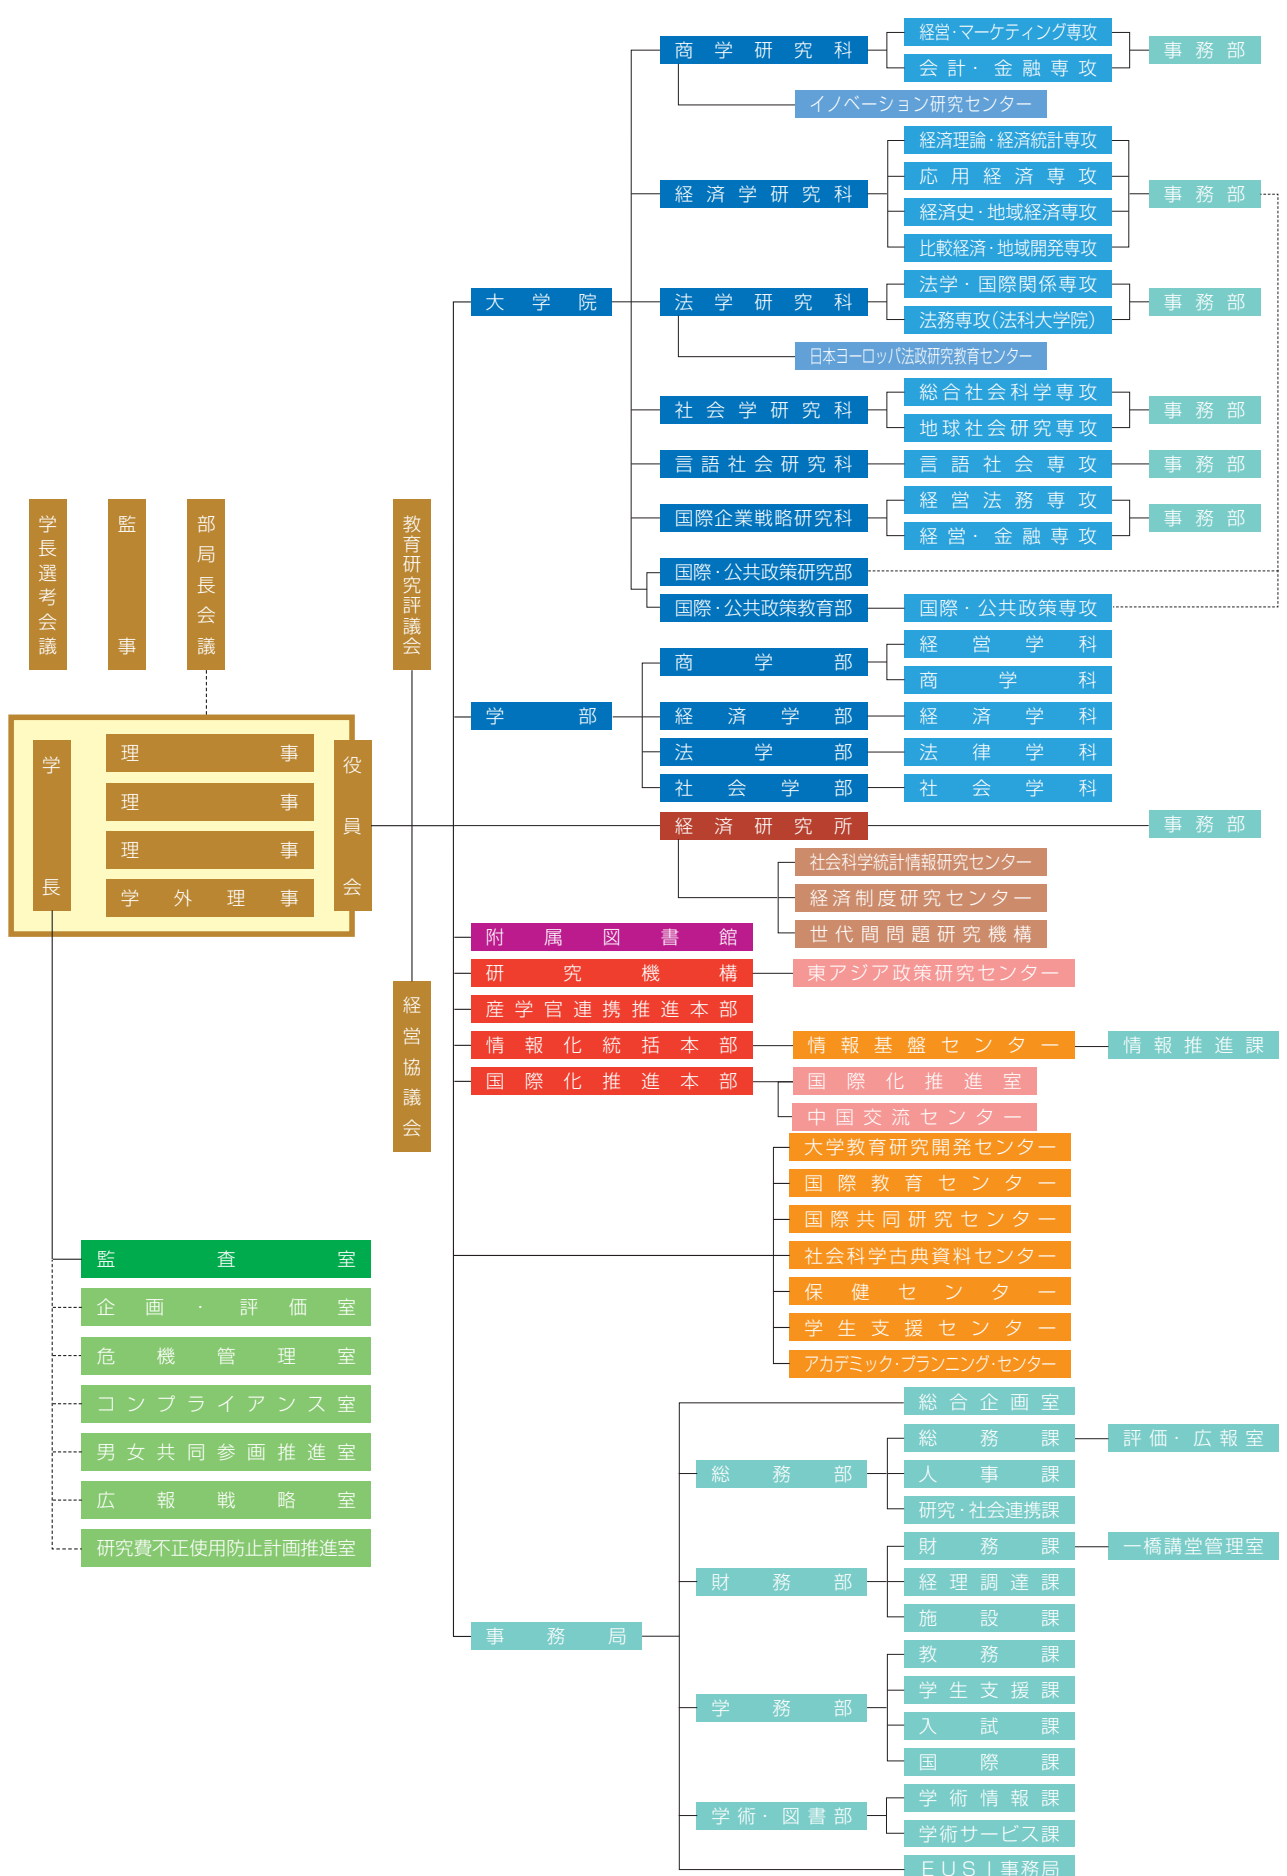 商学研究科
経営・マーケティング専攻
会計・金融専攻
事務部
イノベーション研究センター
経済学研究科
経済理論・経済統計専攻
応用経済専攻
経済史・地域経済専攻
比較経済・地域開発専攻
事務部
大学院
法学研究科
法学・国際関係専攻
法務専攻(法科大学院)
事務部
日本ヨーロッパ法政研究教育センター
社会学研究科
総合社会科学専攻
地球社会研究専攻
事務部
言語社会研究科
言語社会専攻
事務部
国際企業戦略研究科
経営法務専攻
経営・金融専攻
事務部
国際・公共政策研究部
国際・公共政策教育部
国際・公共政策専攻
学長選考会議
監事
部局長会議
教育研究評議会
学部
商学部
経営学科
商学科
経済学部
経済学科
法学部
法律学科
社会学部
社会学科
学長
理事
理事
理事
学外理事
役員会
経済研究所
事務部
社会科学統計情報研究センター
経済制度研究センター
世代間問題研究機構
附属図書館
研究機構
東アジア政策研究センター
産学官連携推進本部
情報化統括本部
情報基盤センター
情報推進課
国際化推進本部
国際化推進室
中国交流センター
経営協議会
大学教育研究開発センター
国際教育センター
国際共同研究センター
社会科学古典資料センター
保健センター
学生支援センター
アカデミック・プランニング・センター
監査室
企画・評価室
危機管理室
コンプライアンス室
男女共同参画推進室
広報戦略室
研究費不正使用防止計画推進室
事務局
総合企画室
総務部
総務課
評価・広報室
人事課
研究・社会連携課
財務部
財務課
一橋講堂管理室
経理調達課
施設課
学務部
教務課
学生支援課
入試課
国際課
学術・図書部
学術情報課
学術サービス課
EUSI事務局